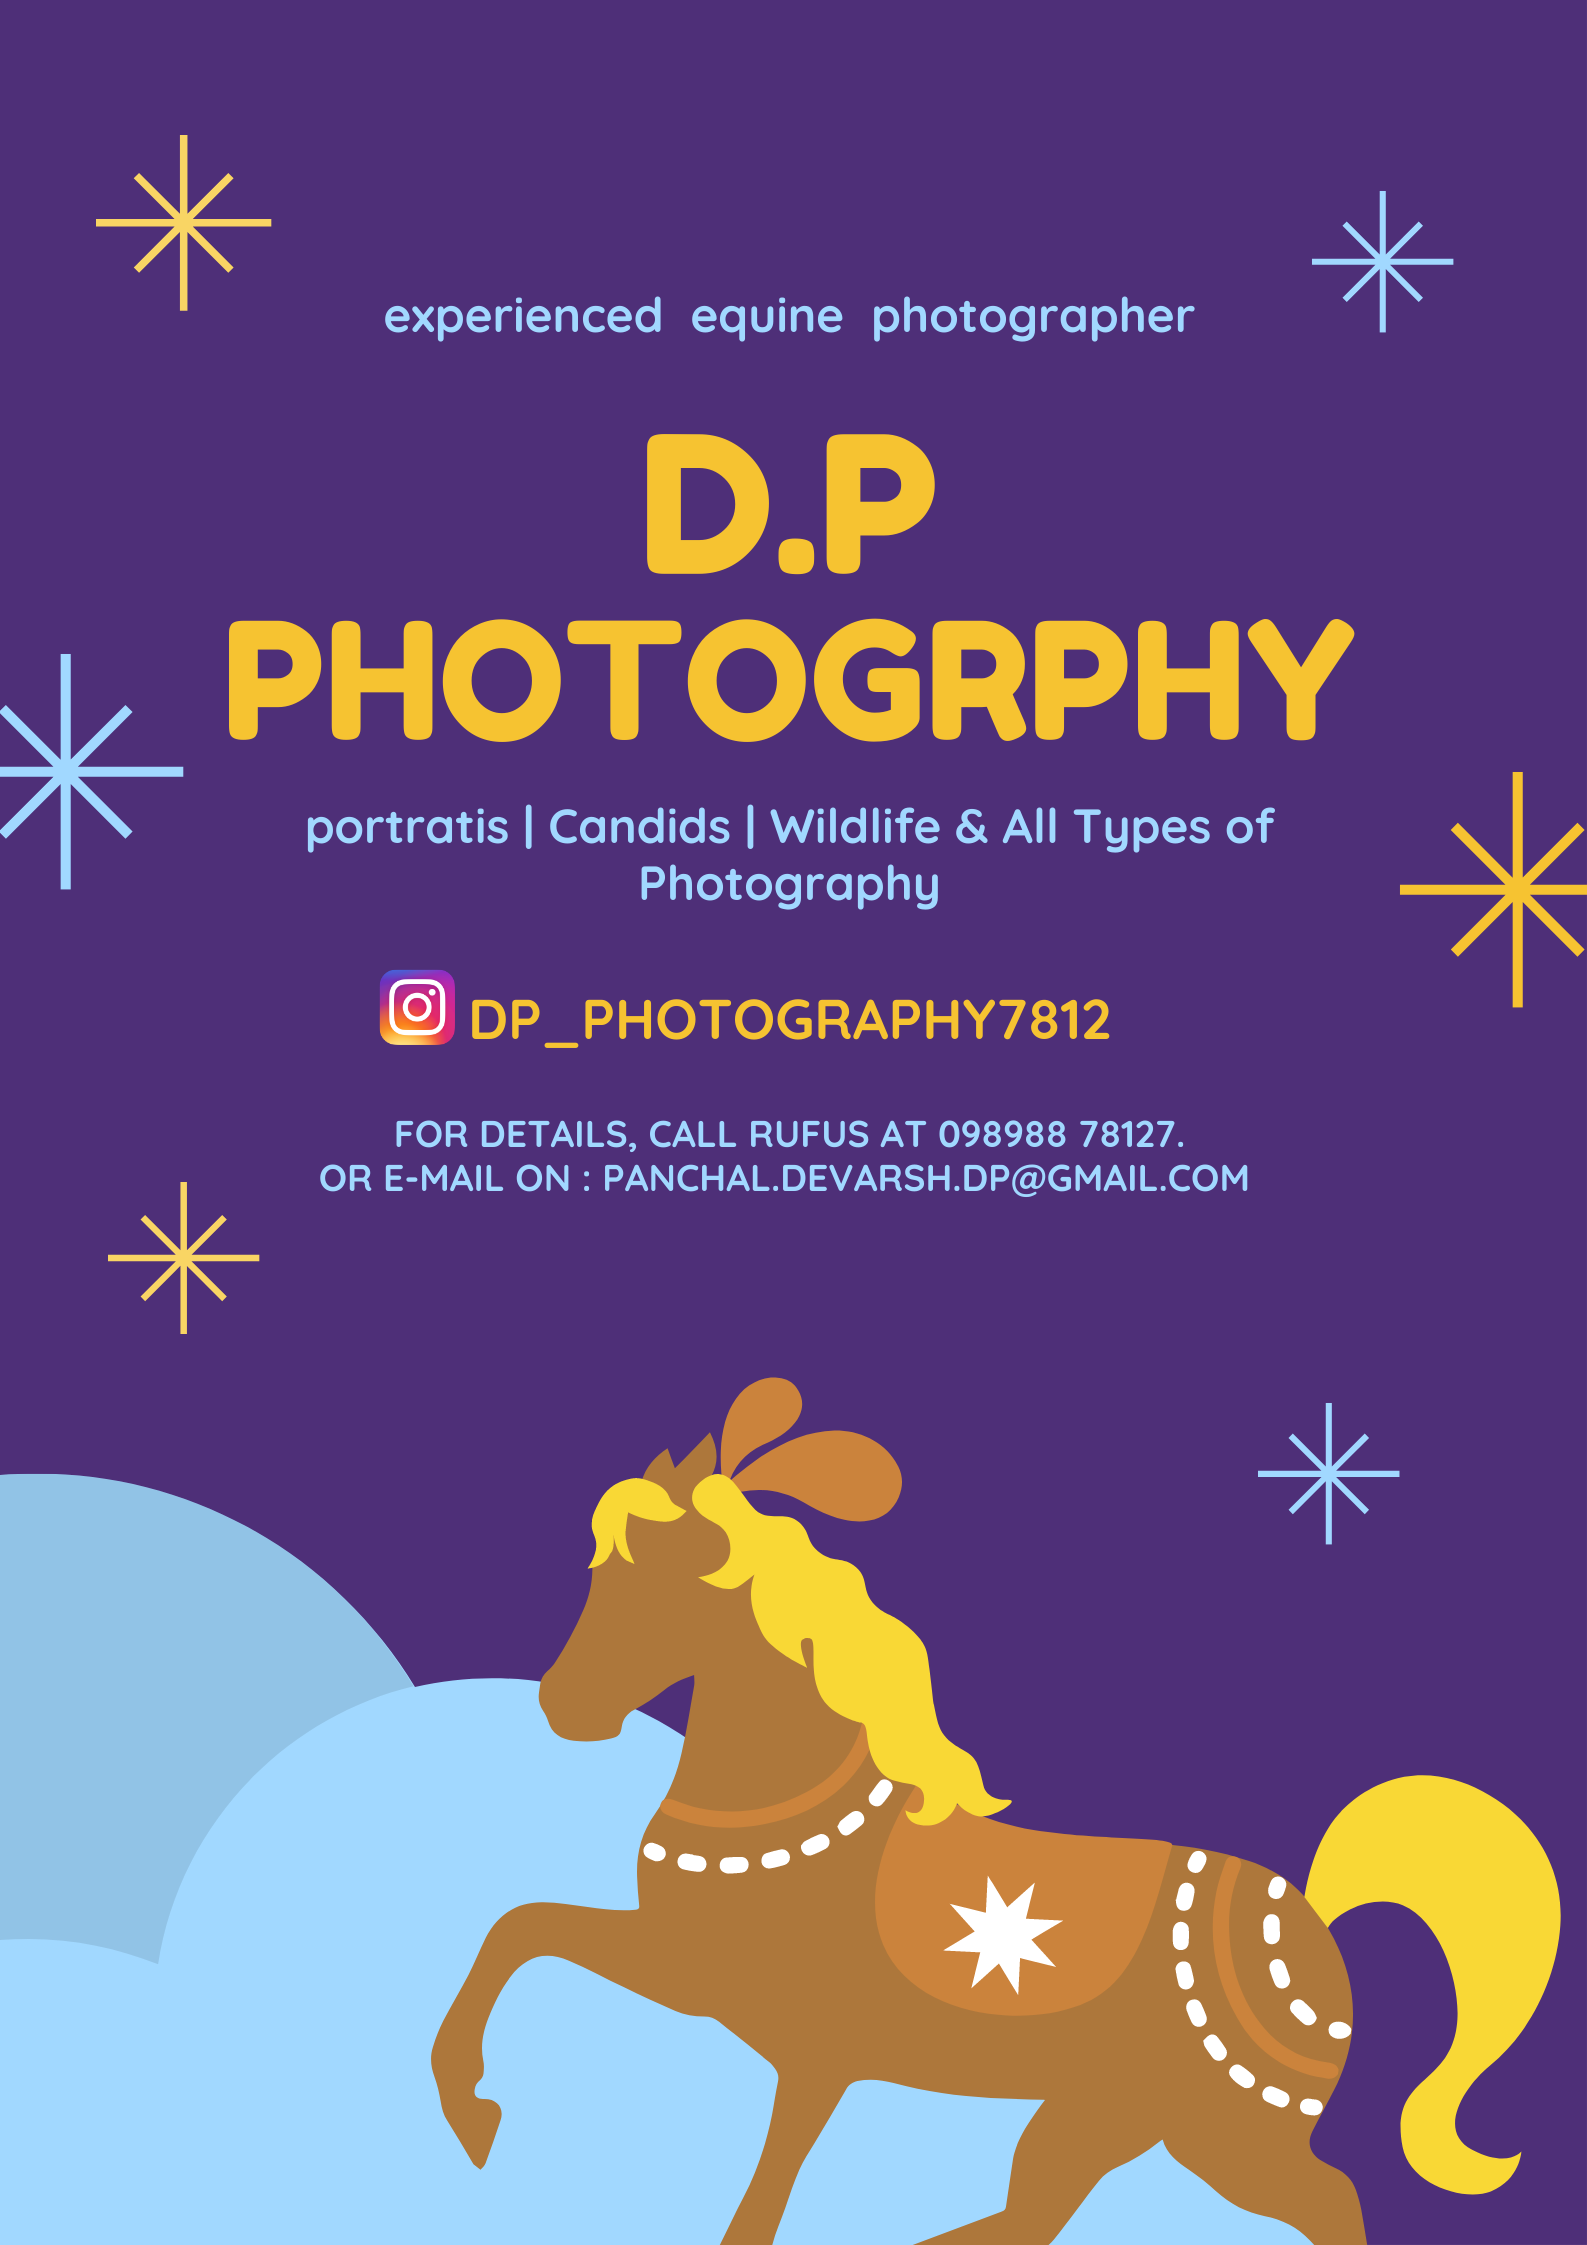 experienced equine photographer
D.P
PHOTOGRPHY
portratis | Candids | Wildlife & All Types of
Photography
DP_PHOTOGRAPHY7812
FOR DETAILS, CALL RUFUS AT 098988 78127.
OR E-MAIL ON : PANCHAL.DEVARSH.DP@GMAIL.COM